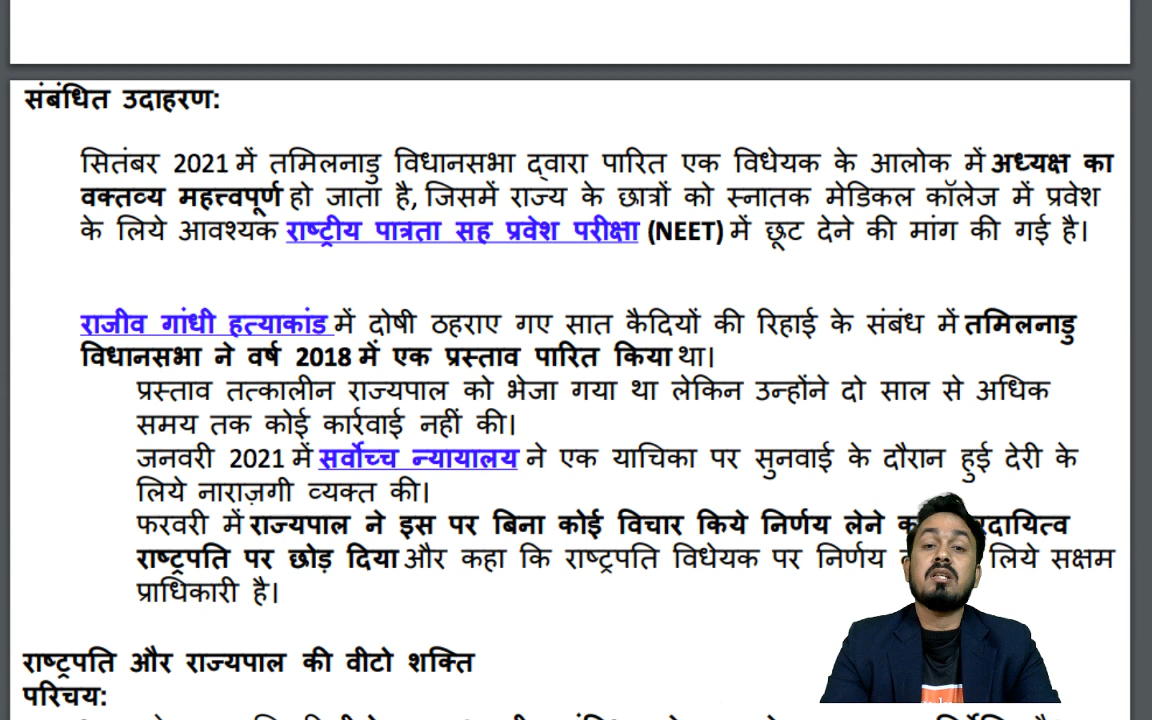 संबंधित उदाहरण:
सितंबर 2021 में तमिलनाडु विधानसभा द्वारा पारित एक विधेयक के आलोक में अध्यक्ष का
वक्तव्य महत्त्वपूर्ण हो जाता है, जिसमें राज्य के छात्रों को स्नातक मेडिकल कॉलेज में प्रवेश
के लिये आवश्यक राष्ट्रीय पात्रता सह प्रवेश परीक्षा (NEET) में छूट देने की मांग की गई है।
राजीव गांधी हत्याकांड में दोषी ठहराए गए सात कैदियों की रिहाई के संबंध में तमिलनाडु
विधानसभा ने वर्ष 2018 में एक प्रस्ताव पारित किया था।
प्रस्ताव तत्कालीन राज्यपाल को भेजा गया था लेकिन उन्होंने दो साल से अधिक
समय तक कोई कार्रवाई नहीं की।
जनवरी 2021 में सर्वोच्च न्यायालय ने एक याचिका पर सुनवाई के दौरान हुई देरी के
लिये नाराज़गी व्यक्त की।
फरवरी में राज्यपाल ने इस पर बिना कोई विचार किये निर्णय लेने
राष्ट्रपति पर छोड़ दिया और कहा कि राष्ट्रपति विधेयक पर निर्णय लिये सक्षम
प्राधिकारी है।
राष्ट्रपति और राज्यपाल की वीटो शक्ति
परिचय: